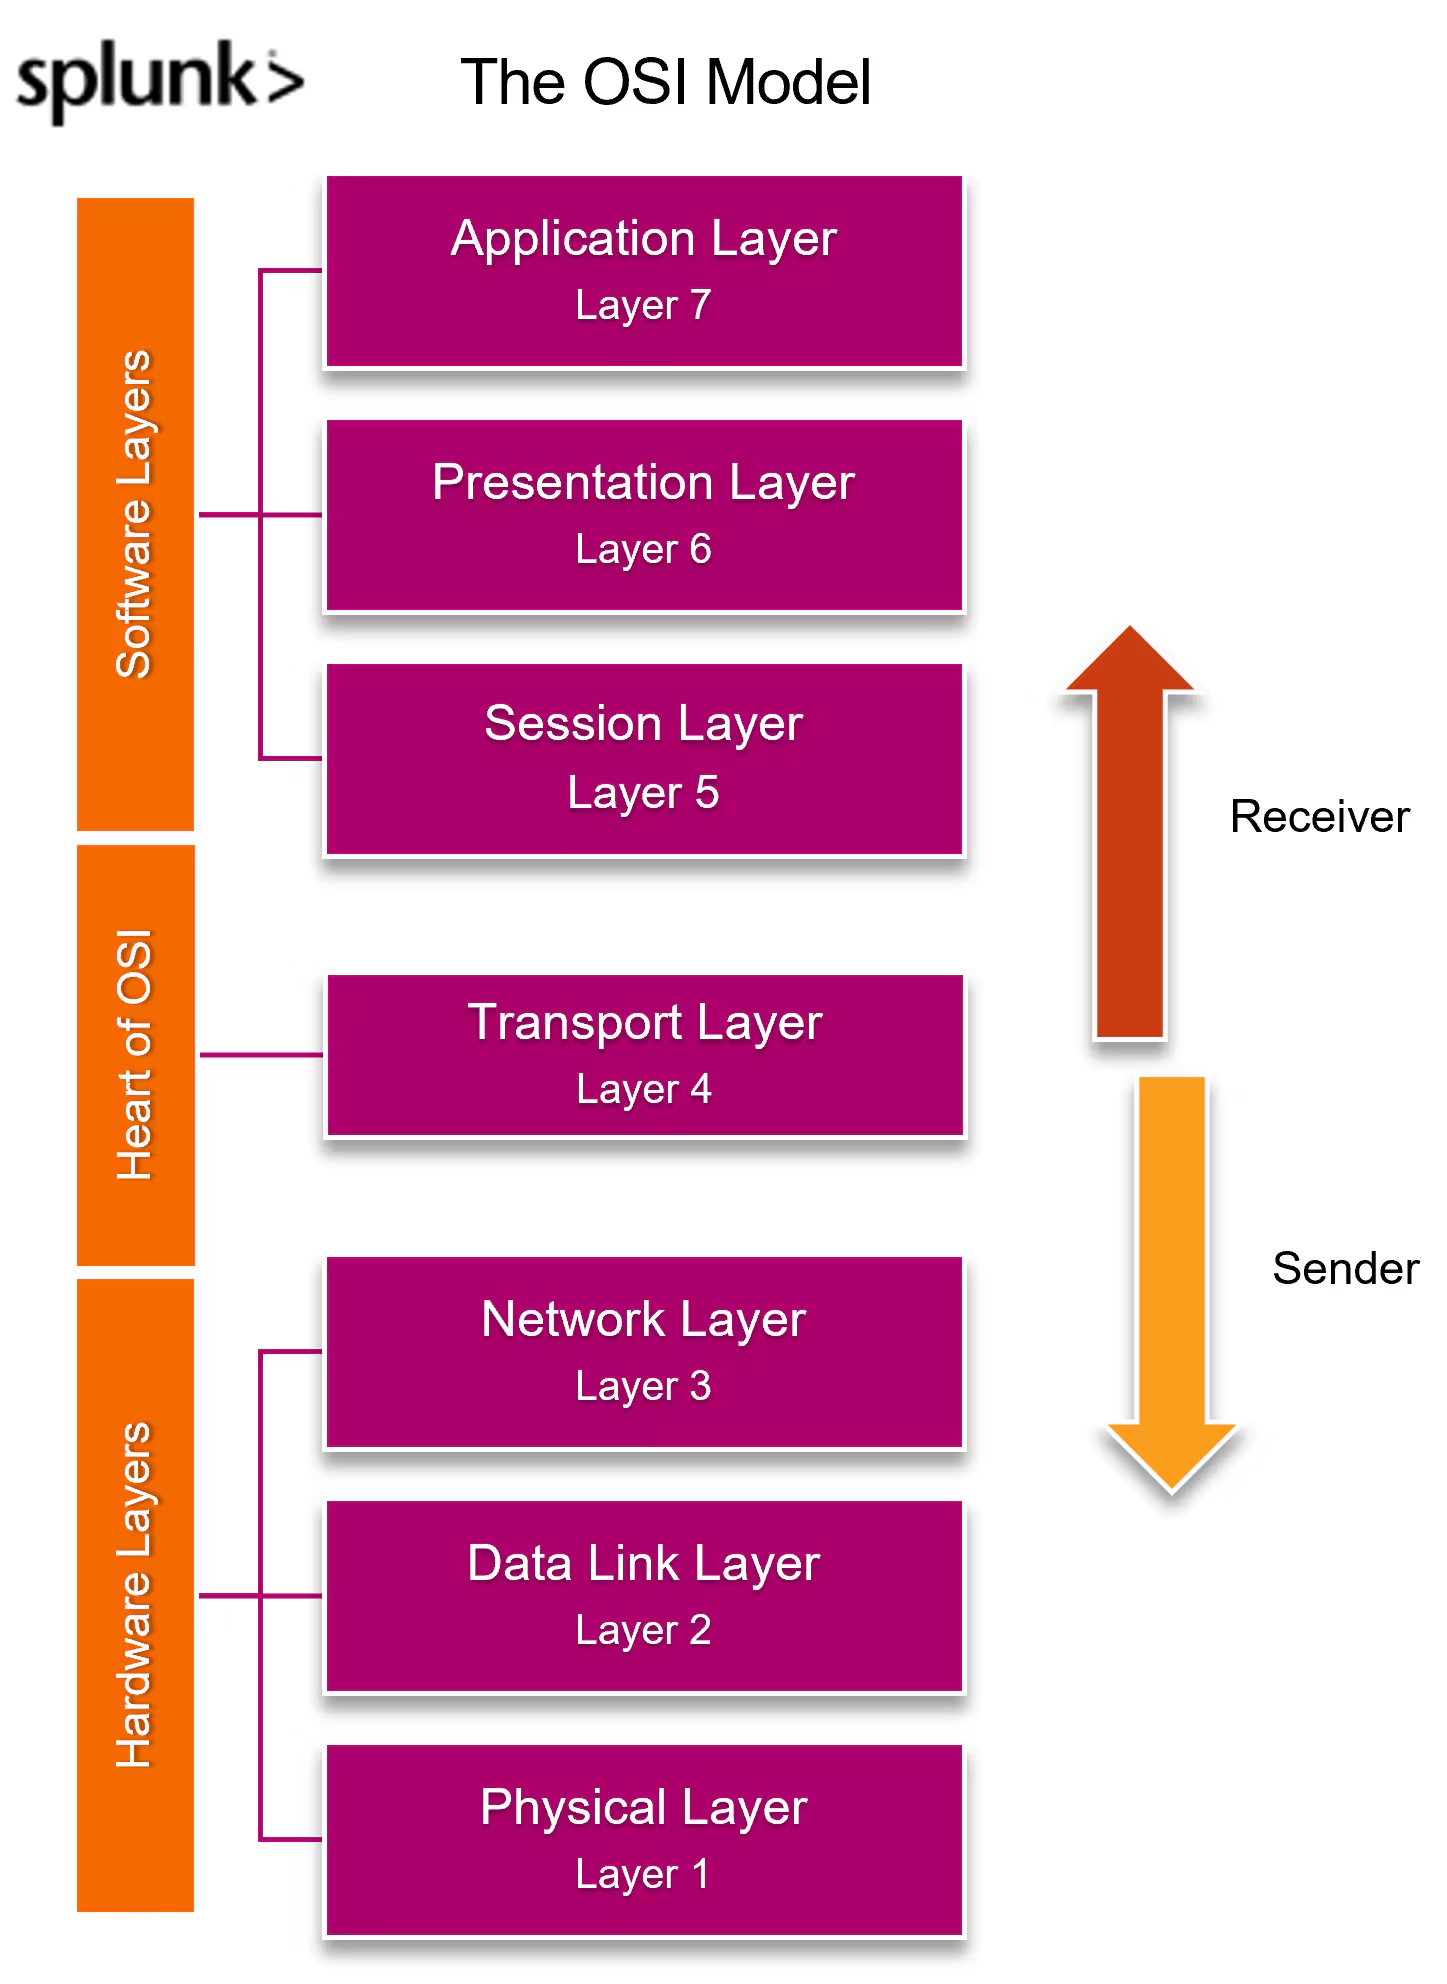 splunk>
The OSI Model
Software Layers
Application Layer
Layer 7
Presentation Layer
Layer 6
Session Layer
Layer 5
Heart of OSI
Transport Layer
Layer 4
Hardware Layers
Network Layer
Layer 3
Data Link Layer
Layer 2
Physical Layer
Layer 1
Receiver
Sender